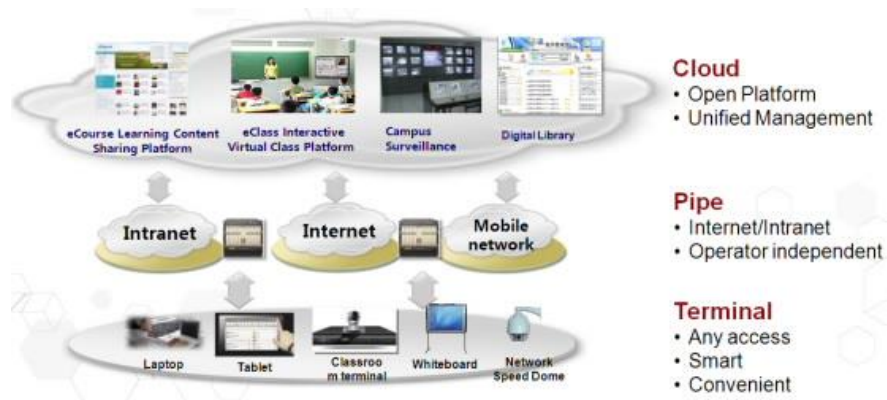 Cloud
• Open Platform
• Unified Management
eCourse Learning Content
Sharing Platform
eClass Interactive
Virtual Class Platform
Campus
Surveillance
Digital Library
Pipe
• Internet/Intranet
• Operator independent
Intranet
Internet
Mobile
network
Terminal
• Any access
• Smart
• Convenient
Laptop
Tablet
Classroo
m terminal
Whiteboard
Network
Speed Dome